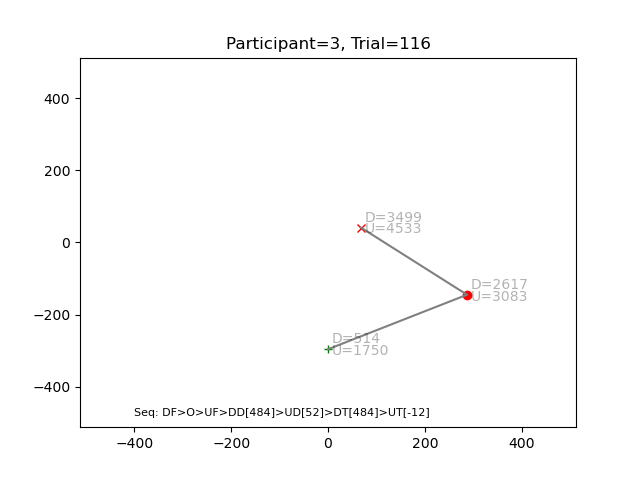 Participant=3, Trial=116
400
200
0
−200
−400
D=3499
U=4533
D=2617
U=3083
D=514
U=1750
Seq: DF>O>UF>DD[484]>UD[52]>DT[484]>UT[-12]
−400
−200
0
200
400